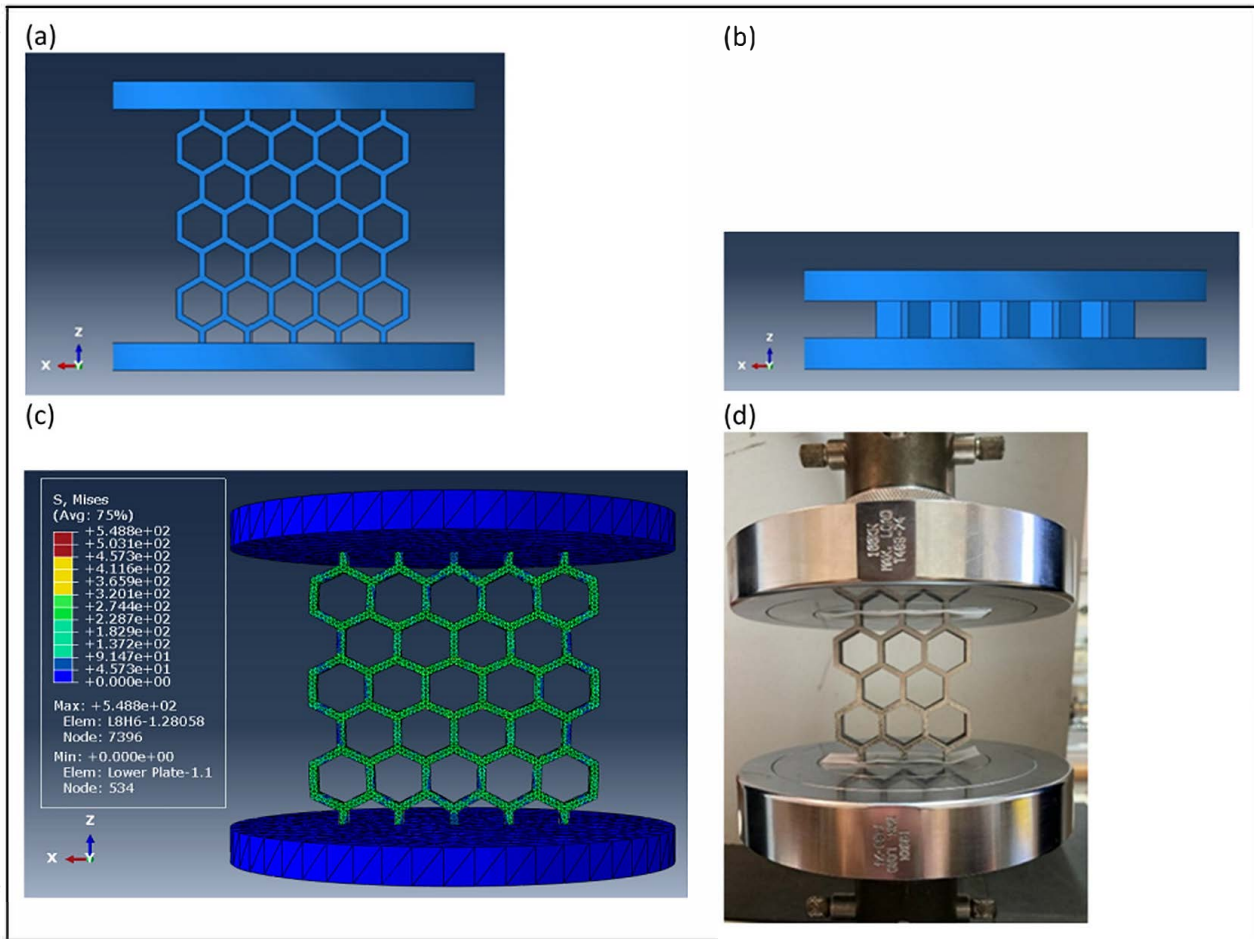 (a)
Z
X
Y
(b)
Z
X
Y
(c)
S, Mises
(Avg: 75%)
+5.488e+02
+5.031e+02
+4.573e+02
+4.116e+02
+3.659e+02
+3.201e+02
+2.744e+02
+2.287e+02
+1.829e+02
+1.372e+02
+9.147e+01
+4.573e+01
+0.000e+00
Max: +5.488e+02
Elem: L8H6-1.28058
Node: 7396
Min: +0.000e+00
Elem: Lower Plate-1.1
Node: 534
Z
X
Y
(d)
100KN
MAX. LOAD